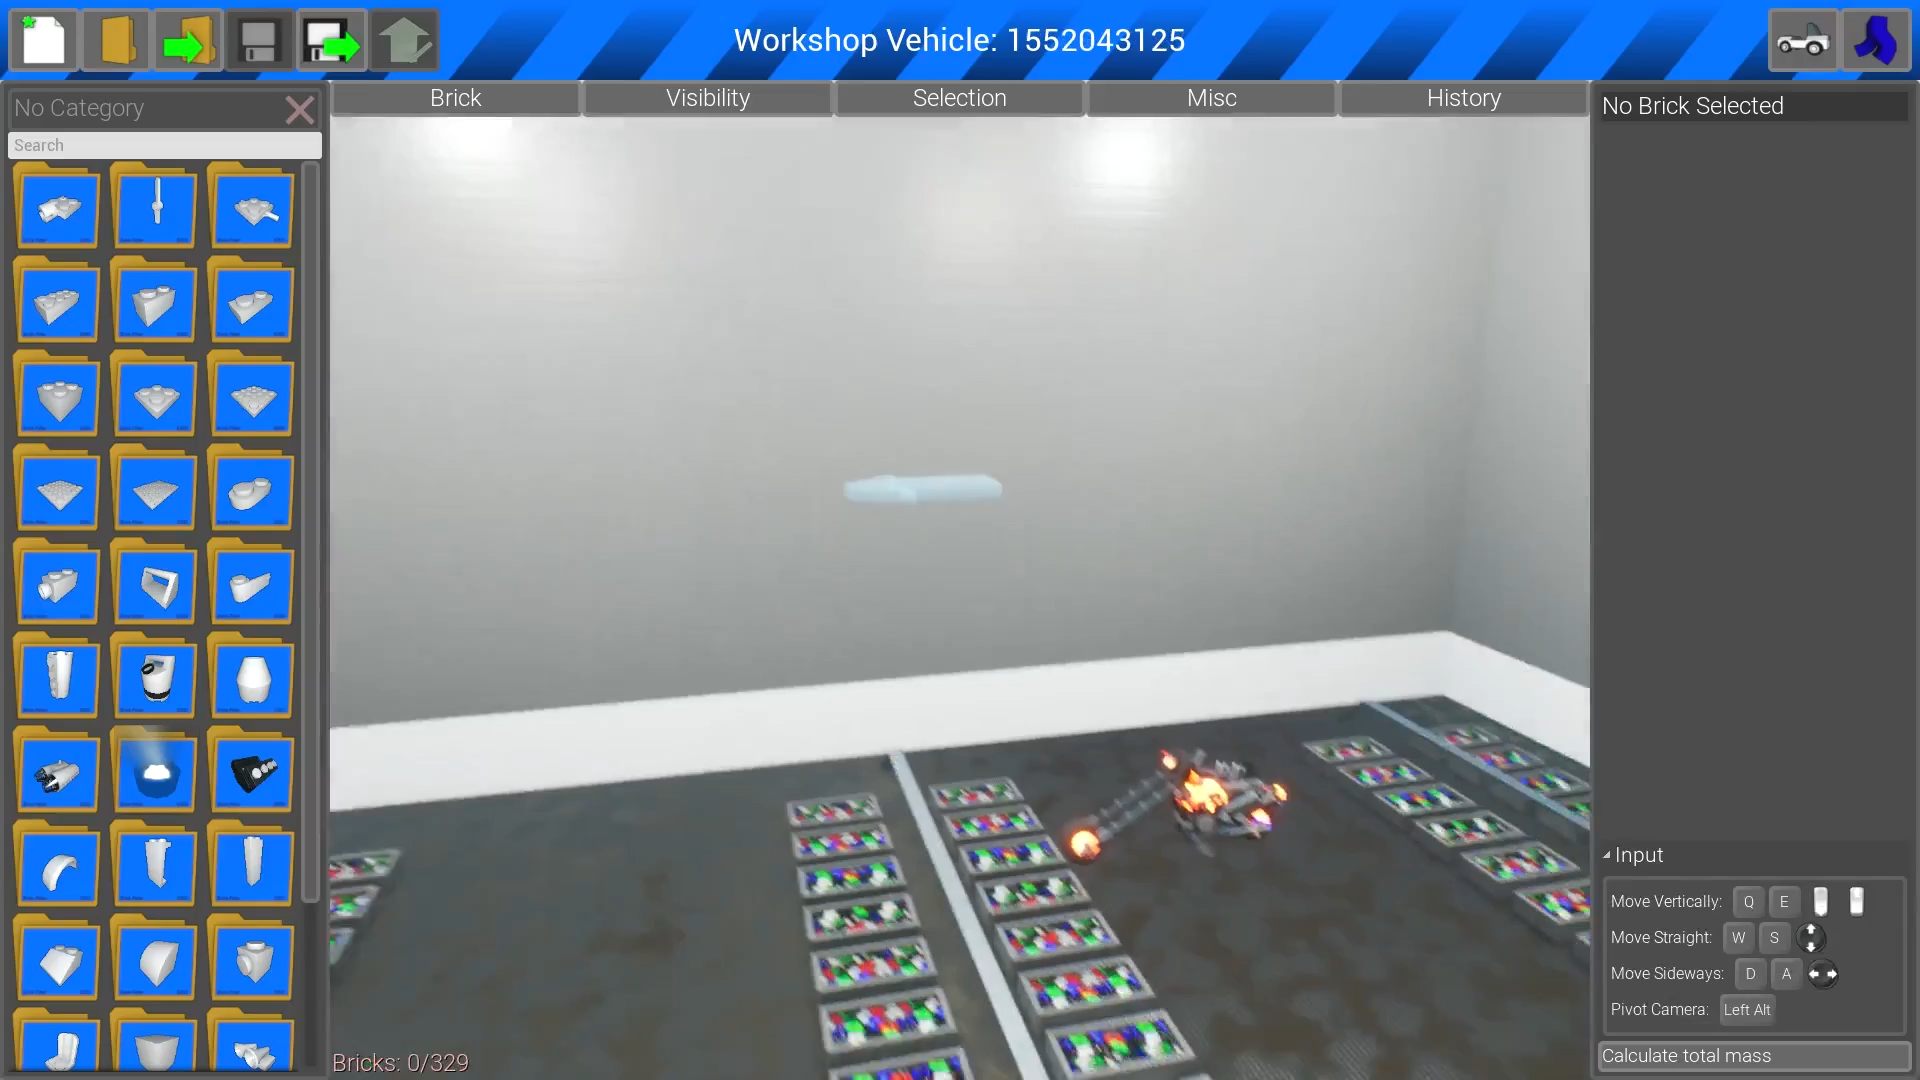 Workshop Vehicle: 1552043125
No Category
Search
Brick
Visibility
Selection
Misc
History
No Brick Selected
Input
Move Vertically: Q E
Move Straight: W S
Move Sideways: D A
Pivot Camera: Left Alt
Calculate total mass
Bricks: 0/329